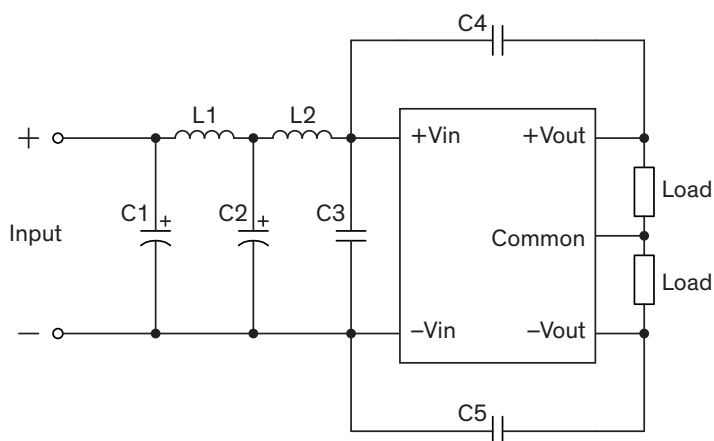 C4
L1
L2
+
+Vin
+Vout
Load
C1
+
C2
+
C3
Input
Common
Load
−
−Vin
−Vout
C5